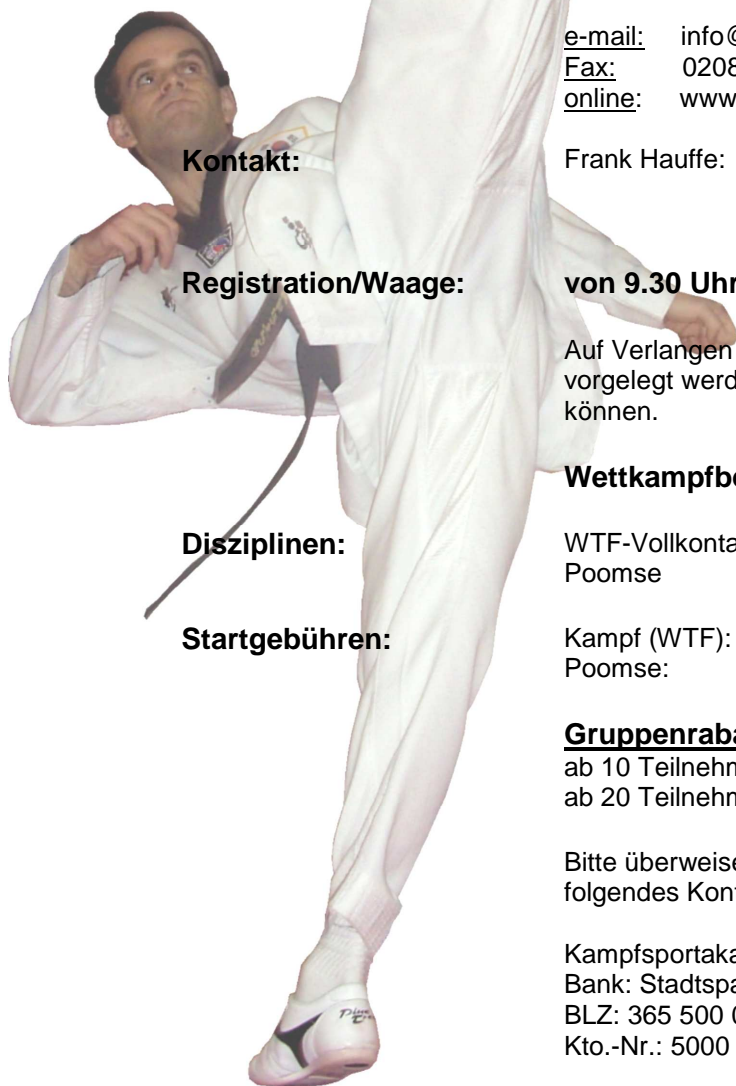 e-mail: info@
Fax: 0208
online: www
Kontakt: Frank Hauffe:
Registration/Waage: von 9.30 Uhr
Auf Verlangen
vorgelegt werd
können.
Wettkampfbe
Disziplinen: WTF-Vollkonta
Poomse
Startgebühren: Kampf (WTF):
Poomse:
Gruppenraba
ab 10 Teilnehm
ab 20 Teilnehm
Bitte überweise
folgendes Kont
Kampfsportaka
Bank: Stadtspa
BLZ: 365 500 0
Kto.-Nr.: 5000